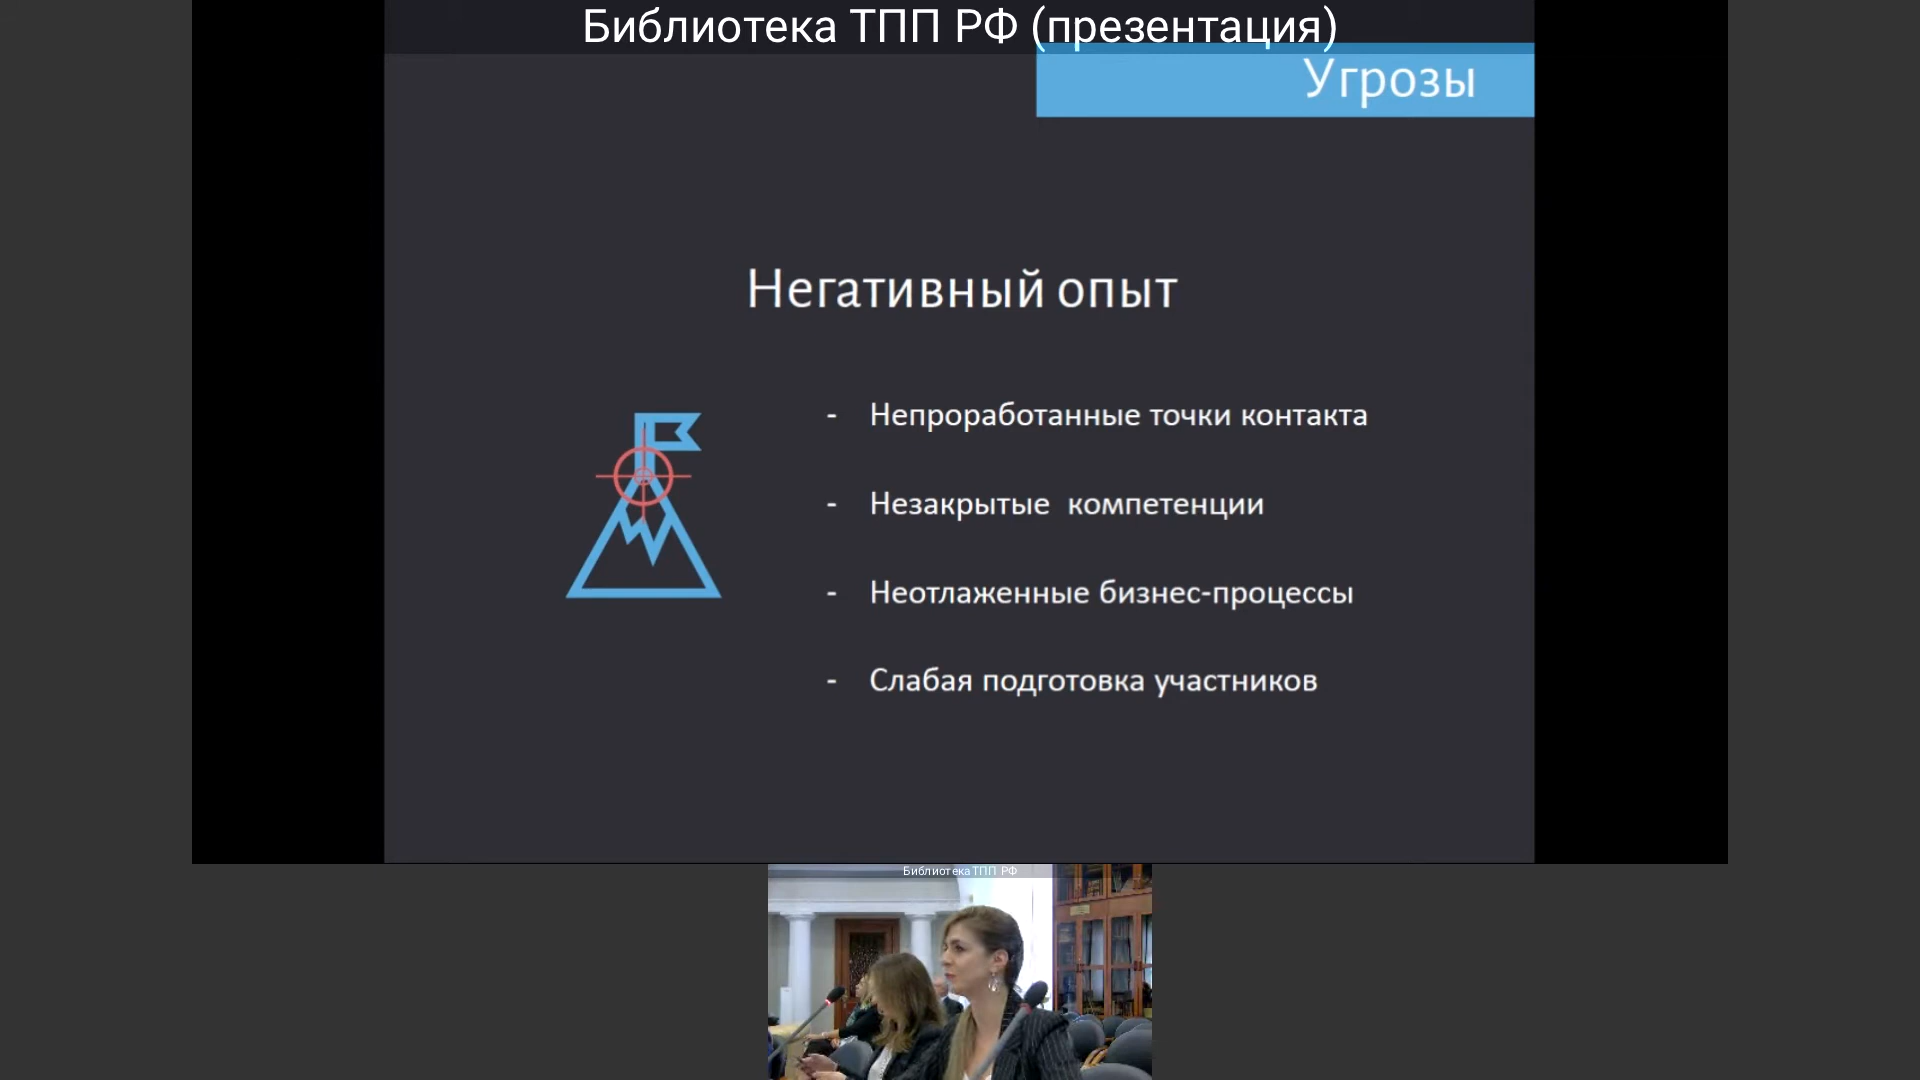 Библиотека ТПП РФ (презентация)
Угрозы
Негативный опыт
- Непроработанные точки контакта
- Незакрытые компетенции
- Неотлаженные бизнес-процессы
- Слабая подготовка участников
Библиотека ТПП РФ